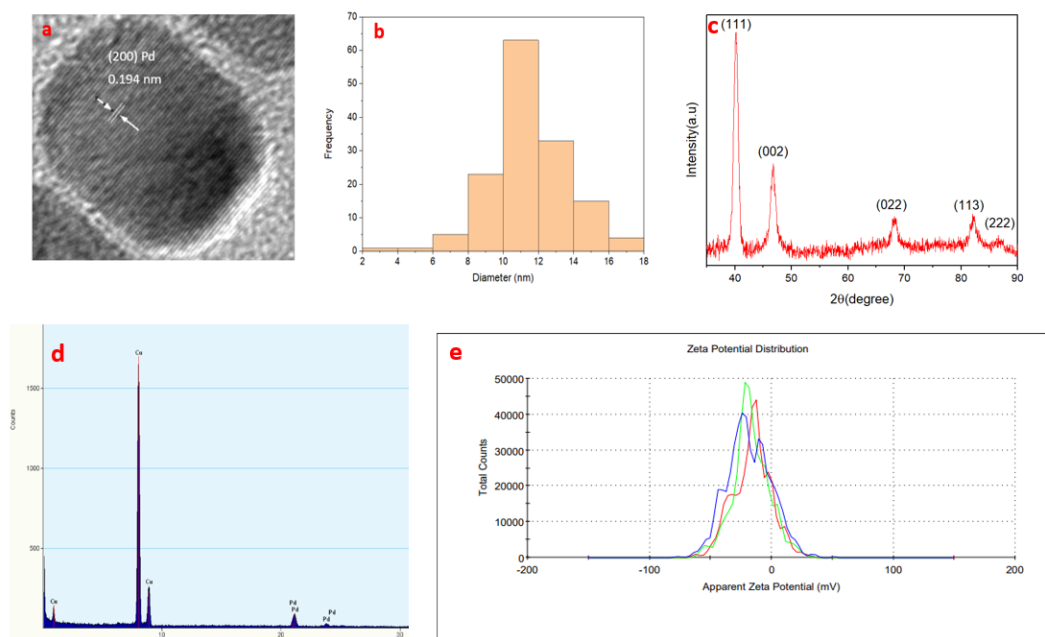 a
(200) Pd
0.194 nm
b
70
60
50
40
30
20
10
0
2 4 6 8 10 12 14 16 18
Frequency
Diameter (nm)
c
(111)
(002)
(022)
(113)
(222)
Intensity(a.u)
40 50 60 70 80 90
2θ(degree)
d
Cu
1500
1000
500
Counts
Cu
Cu
Pd
Pd
Pd
Pd
10 20 30
e
Zeta Potential Distribution
50000
40000
30000
20000
10000
0
Total Counts
-200 -100 0 100 200
Apparent Zeta Potential (mV)